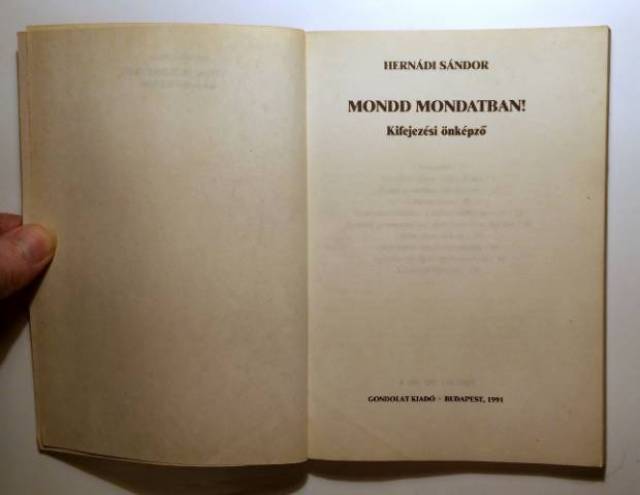 HERNÁDI SÁNDOR
MONDD MONDATBAN!
Kifejezési önképző
GONDOLAT KIADÓ – BUDAPEST, 1991